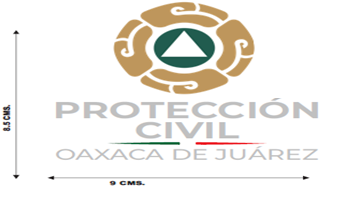 PROTECCIÓN
CIVIL
OAXACA DE JUÁREZ
8.5 CMS.
9 CMS.